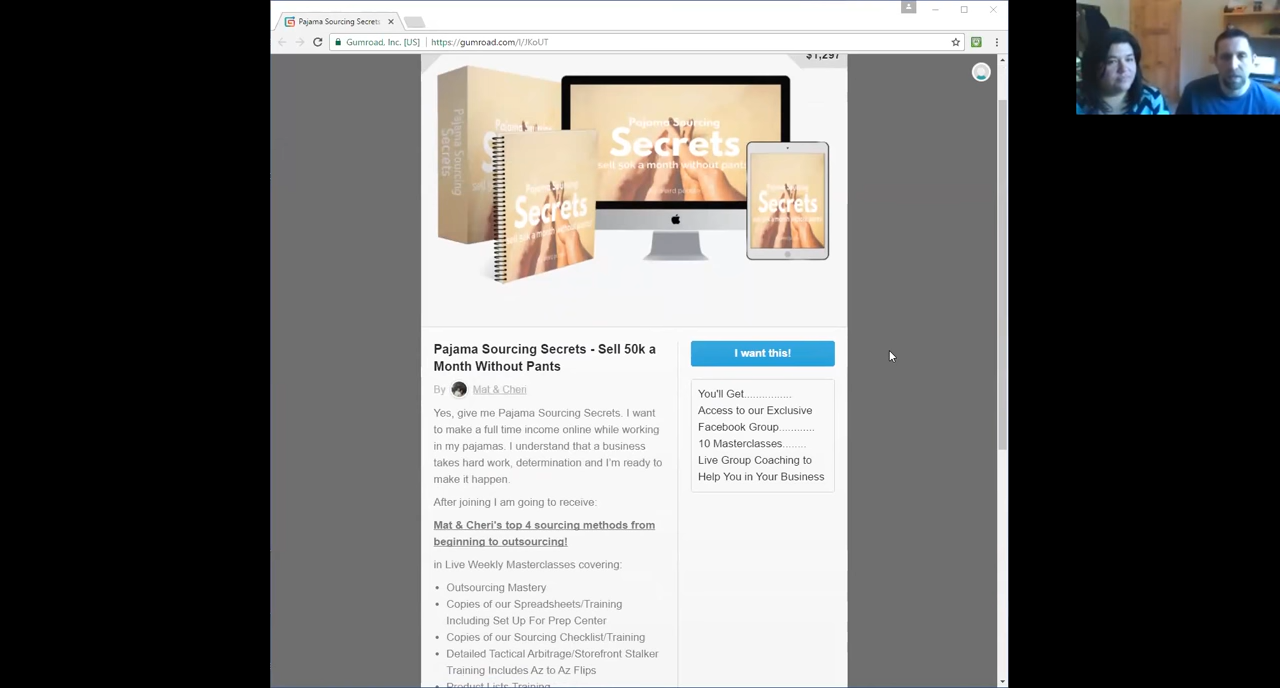 Pajama Sourcing Secrets
Gumroad, Inc. [US]
https://gumroad.com/l/JKoUT
$1,297
Pajama Sourcing
Secrets
Pajama Sourcing
Secrets
sell 50k a month without pants
Secrets
Secrets
Pajama Sourcing Secrets - Sell 50k a
Month Without Pants
By Mat & Cheri
Yes, give me Pajama Sourcing Secrets. I want
to make a full time income online while working
in my pajamas. I understand that a business
takes hard work, determination and I'm ready to
make it happen.
After joining I am going to receive:
Mat & Cheri's top 4 sourcing methods from
beginning to outsourcing!
in Live Weekly Masterclasses covering:
• Outsourcing Mastery
• Copies of our Spreadsheets/Training
Including Set Up For Prep Center
• Copies of our Sourcing Checklist/Training
• Detailed Tactical Arbitrage/Storefront Stalker
Training Includes Az to Az Flips
• Product Lists Training
I want this!
You'll Get...............
Access to our Exclusive
Facebook Group............
10 Masterclasses........
Live Group Coaching to
Help You in Your Business